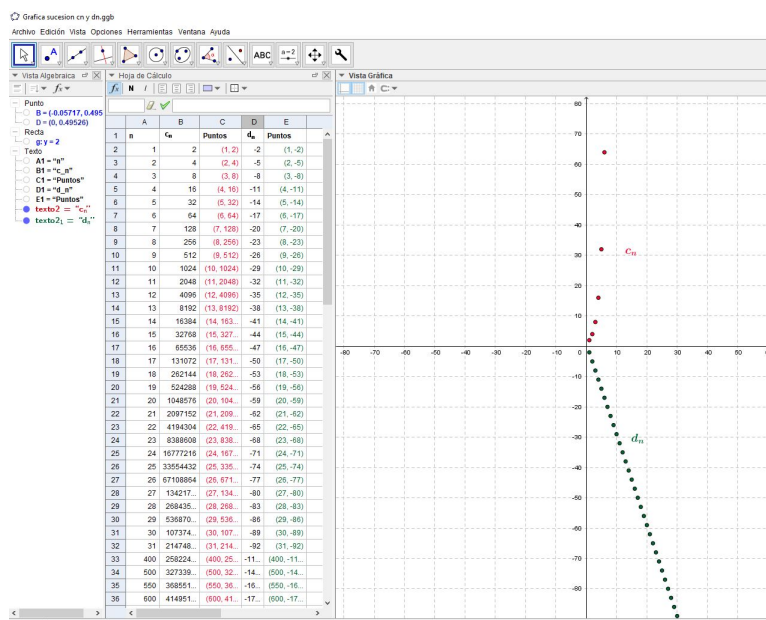 Grafica sucesion cn y dn.ggb
Archivo Edición Vista Opciones Herramientas Ventana Ayuda
ABC a=2
Vista Algebraica
Hoja de Cálculo
Vista Gráfica
fx N I
Punto
B = (-0.05717, 0.495
D = (0, 0.49526)
Recta
g: y = 2
Texto
A1 = "n"
B1 = "c_n"
C1 = "Puntos"
D1 = "d_n"
E1 = "Puntos"
texto2 = "cₙ"
texto2₁ = "dₙ"
A B C D E
1 n cₙ Puntos dₙ Puntos
2 1 2 (1, 2) -2 (1, -2)
3 2 4 (2, 4) -5 (2, -5)
4 3 8 (3, 8) -8 (3, -8)
5 4 16 (4, 16) -11 (4, -11)
6 5 32 (5, 32) -14 (5, -14)
7 6 64 (6, 64) -17 (6, -17)
8 7 128 (7, 128) -20 (7, -20)
9 8 256 (8, 256) -23 (8, -23)
10 9 512 (9, 512) -26 (9, -26)
11 10 1024 (10, 1024) -29 (10, -29)
12 11 2048 (11, 2048) -32 (11, -32)
13 12 4096 (12, 4096) -35 (12, -35)
14 13 8192 (13, 8192) -38 (13, -38)
15 14 16384 (14, 163... -41 (14, -41)
16 15 32768 (15, 327... -44 (15, -44)
17 16 65536 (16, 655... -47 (16, -47)
18 17 131072 (17, 131... -50 (17, -50)
19 18 262144 (18, 262... -53 (18, -53)
20 19 524288 (19, 524... -56 (19, -56)
21 20 1048576 (20, 104... -59 (20, -59)
22 21 2097152 (21, 209... -62 (21, -62)
23 22 4194304 (22, 419... -65 (22, -65)
24 23 8388608 (23, 838... -68 (23, -68)
25 24 16777216 (24, 167... -71 (24, -71)
26 25 33554432 (25, 335... -74 (25, -74)
27 26 67108864 (26, 671... -77 (26, -77)
28 27 134217... (27, 134... -80 (27, -80)
29 28 268435... (28, 268... -83 (28, -83)
30 29 536870... (29, 536... -86 (29, -86)
31 30 107374... (30, 107... -89 (30, -89)
32 31 214748... (31, 214... -92 (31, -92)
33 400 258224... (400, 25... -11... (400, -11...
34 500 327339... (500, 32... -14... (500, -14...
35 550 368551... (550, 36... -16... (550, -16...
36 600 414951... (600, 41... -17... (600, -17...
80
70
60
50
40
30
20
10
-80 -70 -60 -50 -40 -30 -20 -10 0 10 20 30 40 50
-10
-20
-30
-40
-50
-60
-70
-80
cₙ
dₙ